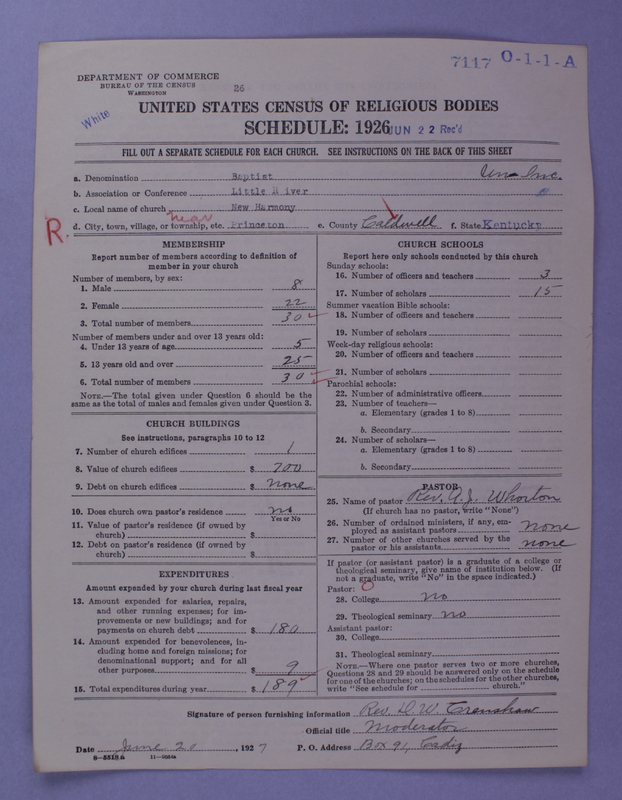 7117 O-1-1-A
DEPARTMENT OF COMMERCE
BUREAU OF THE CENSUS
WASHINGTON
26
White
UNITED STATES CENSUS OF RELIGIOUS BODIES
SCHEDULE: 1926 JUN 22 Rec'd
FILL OUT A SEPARATE SCHEDULE FOR EACH CHURCH. SEE INSTRUCTIONS ON THE BACK OF THIS SHEET
a. Denomination Baptist Un-Inc.
b. Association or Conference Little River
c. Local name of church New Harmony
near
R. d. City, town, village, or township, etc. Princeton e. County Caldwell f. State Kentucky
MEMBERSHIP
Report number of members according to definition of
member in your church
Number of members, by sex:
1. Male 8
2. Female 22
3. Total number of members 30
Number of members under and over 13 years old:
4. Under 13 years of age 5
5. 13 years old and over 25
6. Total number of members 30
NOTE.—The total given under Question 6 should be the
same as the total of males and females given under Question 3.
CHURCH BUILDINGS
See instructions, paragraphs 10 to 12
7. Number of church edifices 1
8. Value of church edifices $ 700
9. Debt on church edifices $ none
10. Does church own pastor's residence no
Yes or No
11. Value of pastor's residence (if owned by
church) $
12. Debt on pastor's residence (if owned by
church) $
EXPENDITURES
Amount expended by your church during last fiscal year
13. Amount expended for salaries, repairs,
and other running expenses; for im-
provements or new buildings; and for
payments on church debt $ 180
14. Amount expended for benevolences, in-
cluding home and foreign missions; for
denominational support; and for all
other purposes $ 9
15. Total expenditures during year $ 189
CHURCH SCHOOLS
Report here only schools conducted by this church
Sunday schools:
16. Number of officers and teachers 3
17. Number of scholars 15
Summer vacation Bible schools:
18. Number of officers and teachers
19. Number of scholars
Week-day religious schools:
20. Number of officers and teachers
21. Number of scholars
Parochial schools:
22. Number of administrative officers
23. Number of teachers—
a. Elementary (grades 1 to 8)
b. Secondary
24. Number of scholars—
a. Elementary (grades 1 to 8)
b. Secondary
PASTOR
25. Name of pastor Rev. A. J. Whorton
(If church has no pastor, write "None")
26. Number of ordained ministers, if any, em-
ployed as assistant pastors none
27. Number of other churches served by the
pastor or his assistants none
If pastor (or assistant pastor) is a graduate of a college or
theological seminary, give name of institution below. (If
not a graduate, write "No" in the space indicated.)
Pastor: O
28. College no
29. Theological seminary no
Assistant pastor:
30. College
31. Theological seminary
NOTE.—Where one pastor serves two or more churches,
Questions 28 and 29 should be answered only on the schedule
for one of the churches; on the schedules for the other churches,
write "See schedule for church."
Signature of person furnishing information Rev. D. W. Crenshaw
Official title Moderator
Date June 20, 1927 P. O. Address Box 91, Cadiz
8-5518a 11-9084a